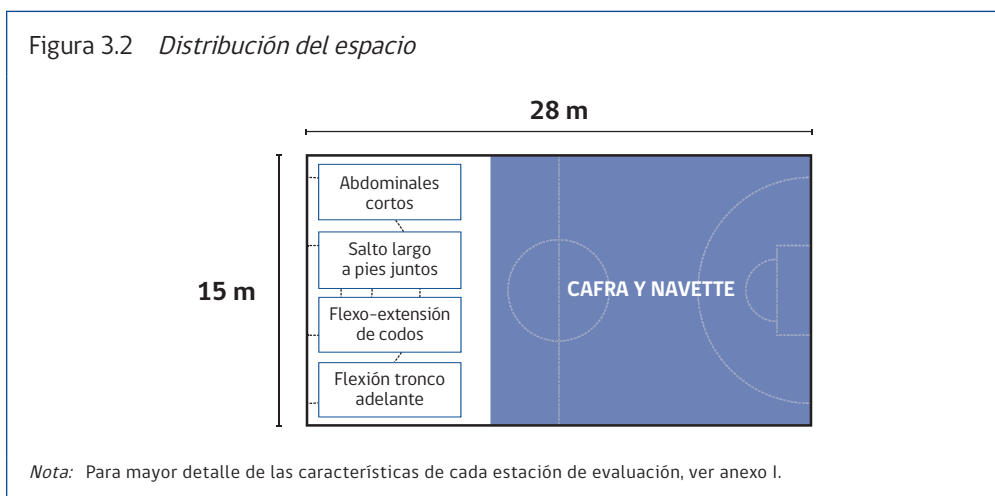 Figura 3.2 Distribución del espacio
28 m
15 m
Abdominales
cortos
Salto largo
a pies juntos
Flexo-extensión
de codos
Flexión tronco
adelante
CAFRA Y NAVETTE
Nota: Para mayor detalle de las características de cada estación de evaluación, ver anexo I.